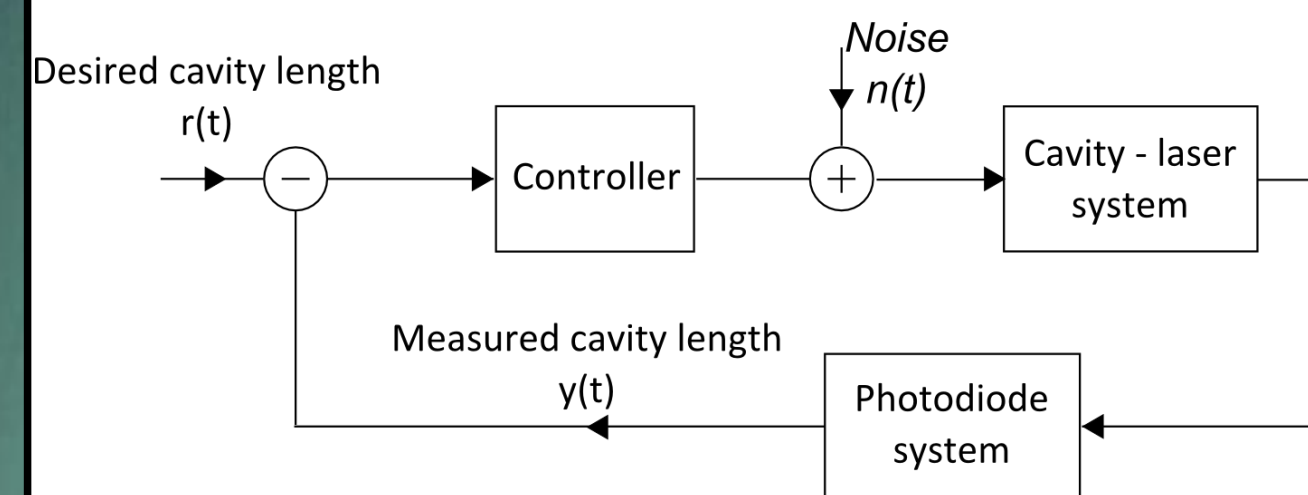 Desired cavity length
r(t)
−
Controller
Noise
n(t)
+
Cavity - laser
system
Measured cavity length
y(t)
Photodiode
system